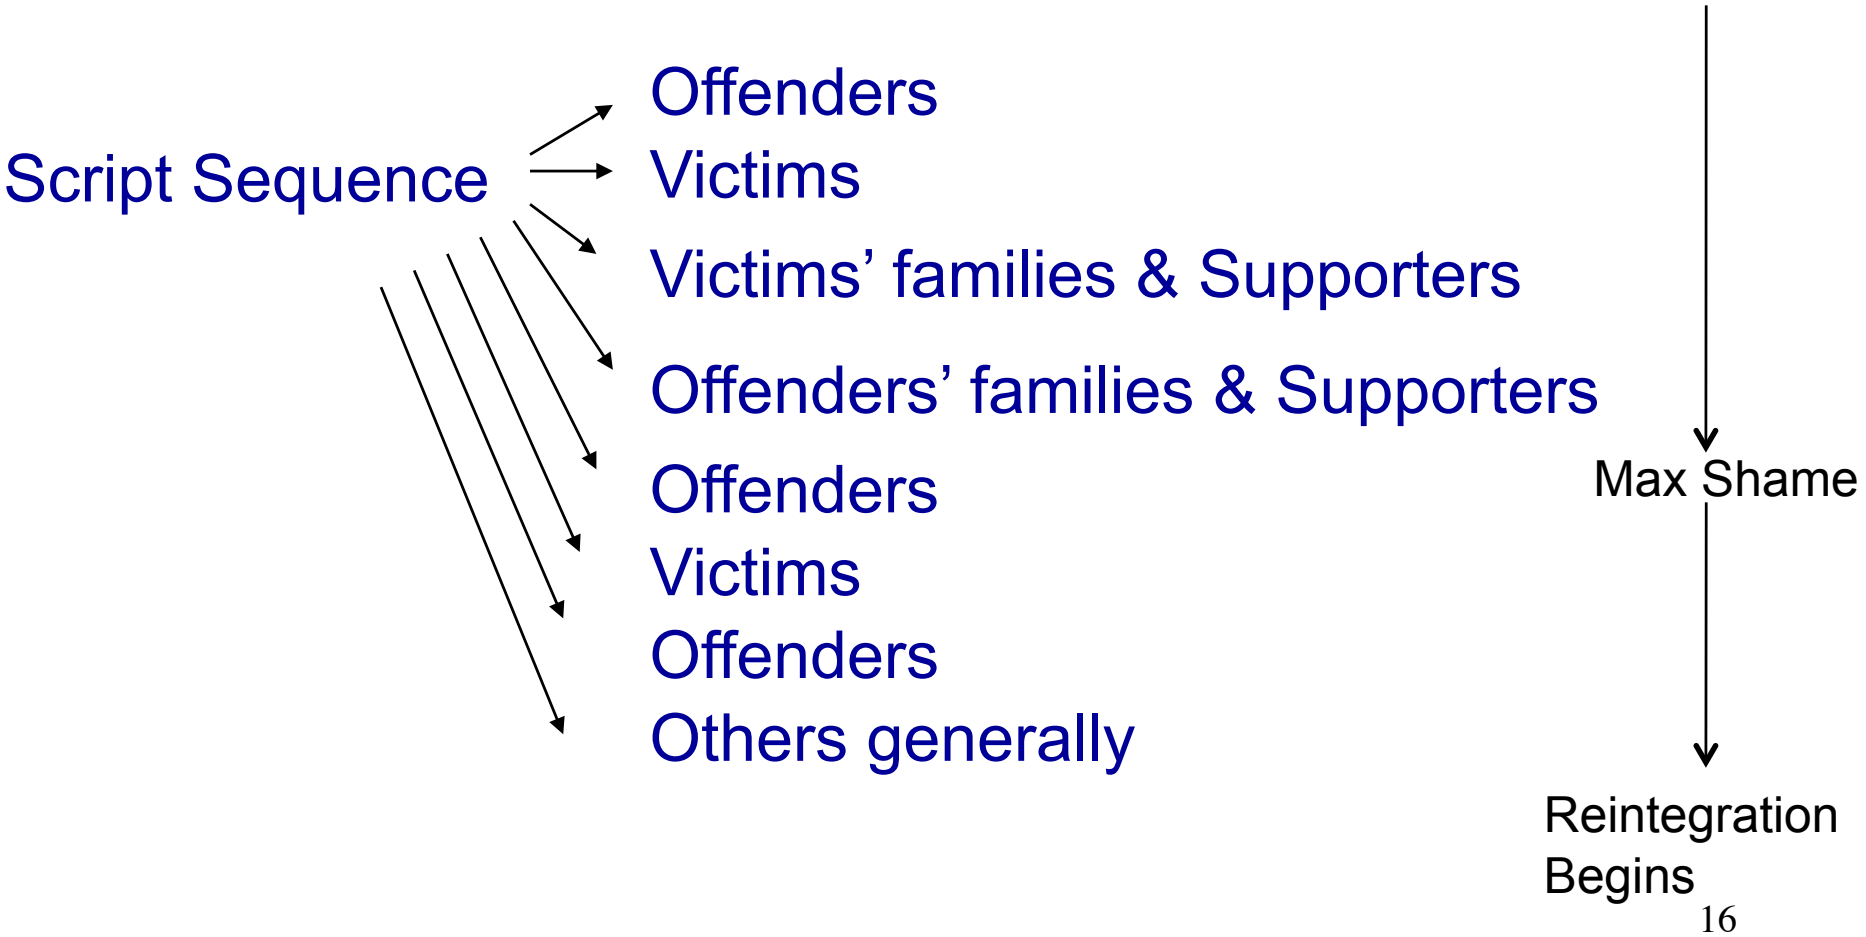 Script Sequence
Offenders
Victims
Victims’ families & Supporters
Offenders’ families & Supporters
Offenders
Victims
Offenders
Others generally
Max Shame
Reintegration
Begins
16